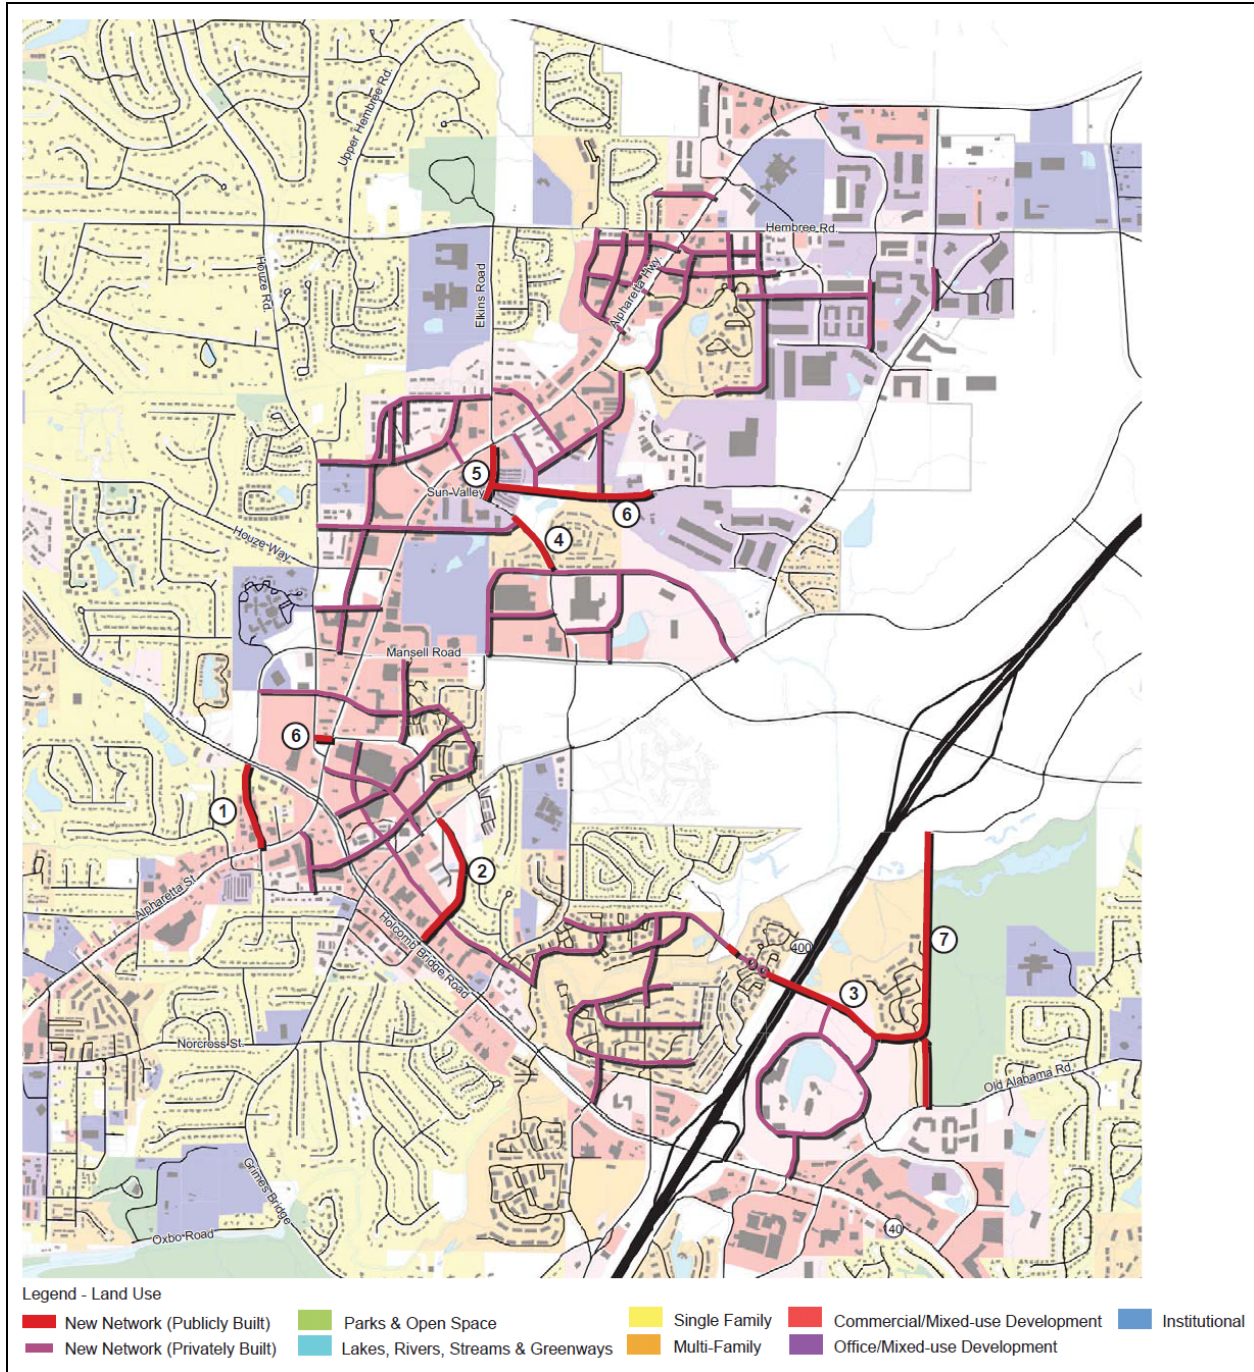 Upper Hembree Rd.
Hembree Rd.
Houze Rd.
Elkins Road
Alpharetta Hwy.
5
Sun Valley
6
4
Houze Way
Mansell Road
6
1
2
Alpharetta St.
Holcomb Bridge Road
400
7
3
Norcross St.
Old Alabama Rd.
Grimes Bridge
140
Oxbo Road
Legend - Land Use
New Network (Publicly Built)
Parks & Open Space
Single Family
Commercial/Mixed-use Development
Institutional
New Network (Privately Built)
Lakes, Rivers, Streams & Greenways
Multi-Family
Office/Mixed-use Development